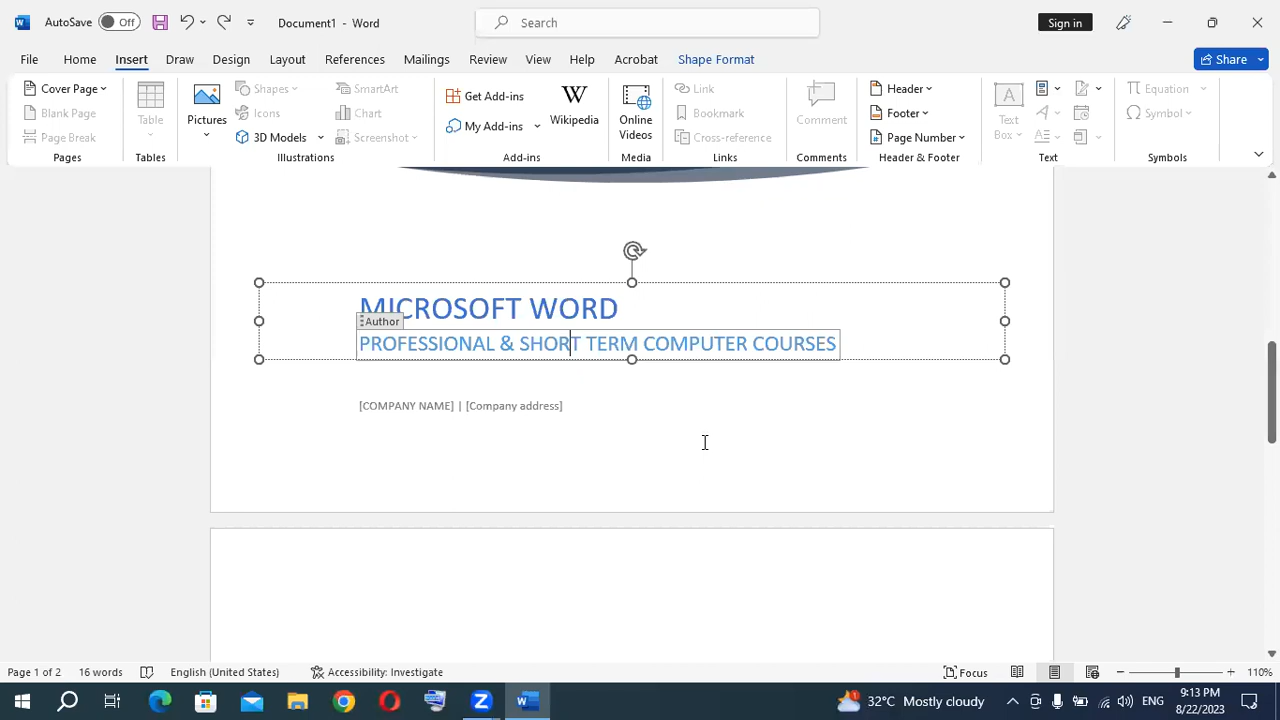 AutoSave Off Document1 - Word Search Sign in
File Home Insert Draw Design Layout References Mailings Review View Help Acrobat Shape Format Share
Cover Page
Blank Page
Page Break
Pages
Table
Tables
Pictures
Shapes
Icons
3D Models
SmartArt
Chart
Screenshot
Illustrations
Get Add-ins
My Add-ins
Wikipedia
Add-ins
Online
Videos
Media
Link
Bookmark
Cross-reference
Links
Comment
Comments
Header
Footer
Page Number
Header & Footer
Text
Box
Text
Equation
Symbol
Symbols
MICROSOFT WORD
Author
PROFESSIONAL & SHORT TERM COMPUTER COURSES
[COMPANY NAME] | [Company address]
Page 1 of 2 16 words English (United States) Accessibility: Investigate Focus 110%
32°C Mostly cloudy ENG 9:13 PM
8/22/2023